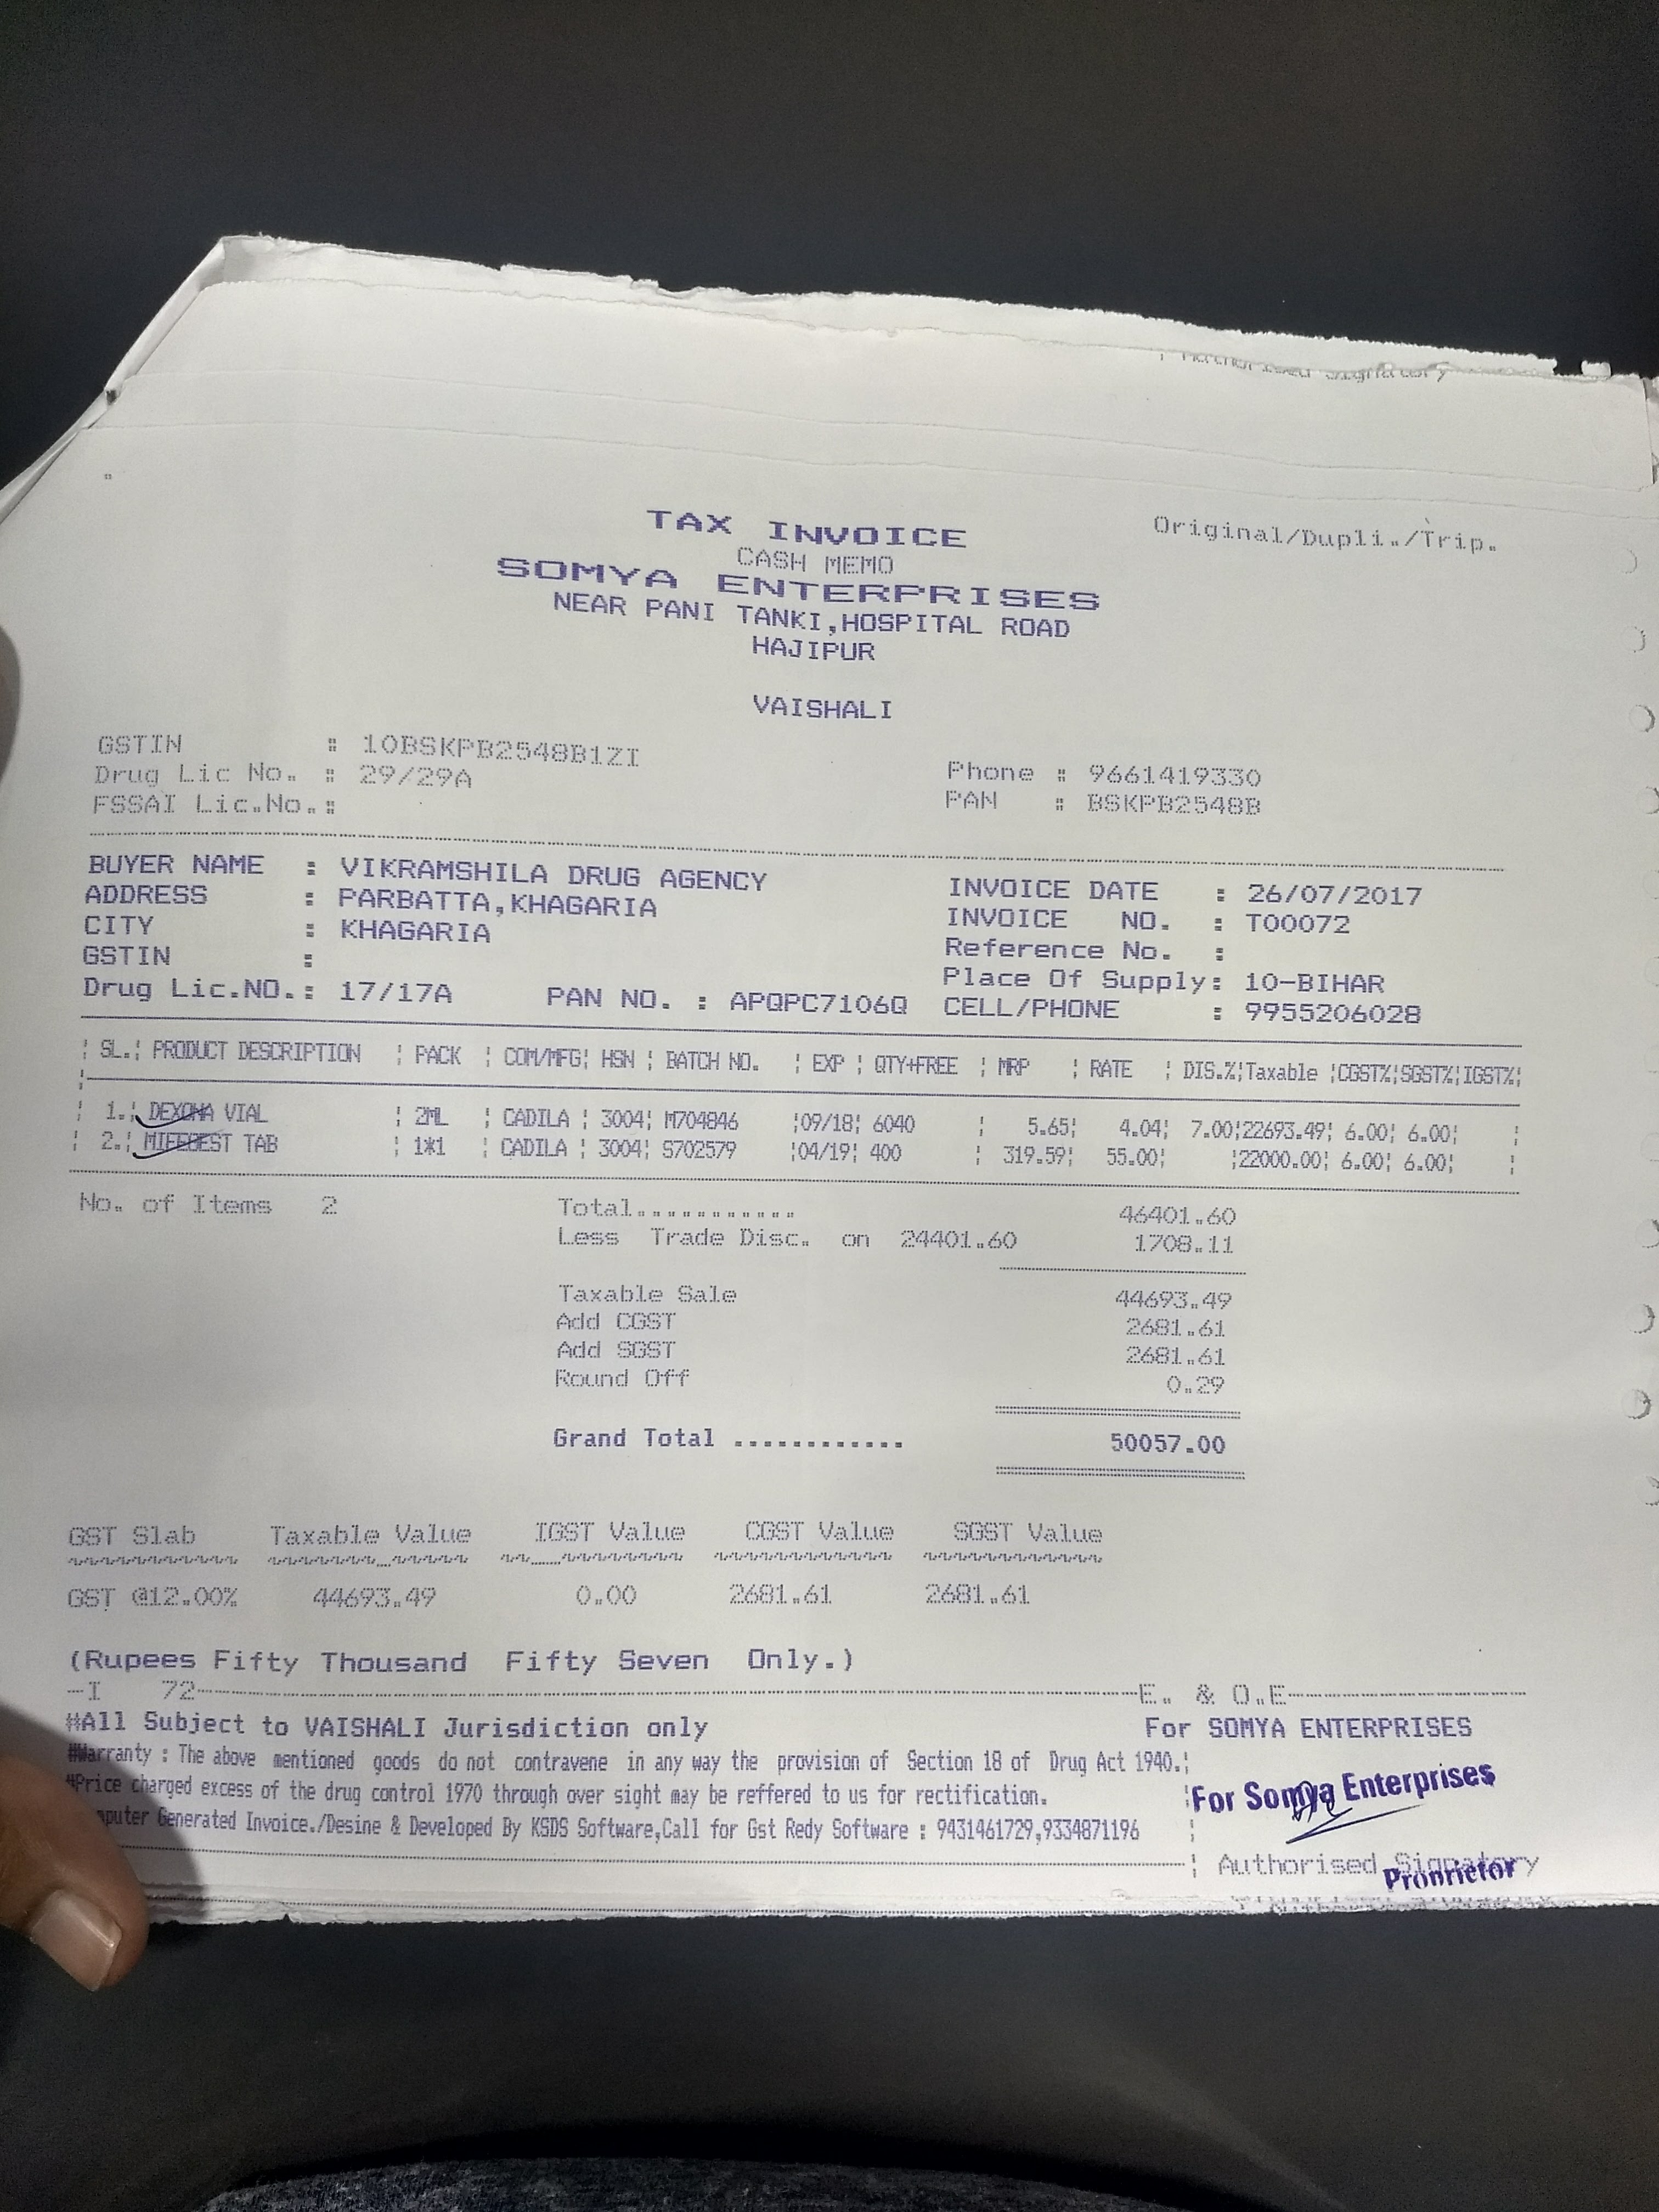 Authorised Signatory
Original/Dupli./Trip.
TAX INVOICE
CASH MEMO
SOMYA ENTERPRISES
NEAR PANI TANKI,HOSPITAL ROAD
HAJIPUR
VAISHALI
GSTIN : 10BSKPB2548B1ZI
Drug Lic No. : 29/29A Phone : 9661419330
FSSAI Lic.No.: PAN : BSKPB2548B
BUYER NAME : VIKRAMSHILA DRUG AGENCY INVOICE DATE : 26/07/2017
ADDRESS : PARBATTA,KHAGARIA INVOICE NO. : T00072
CITY : KHAGARIA Reference No. :
GSTIN : Place Of Supply: 10-BIHAR
Drug Lic.NO.: 17/17A PAN NO. : APQPC7106Q CELL/PHONE : 9955206028
¦ SL.¦ PRODUCT DESCRIPTION ¦ PACK ¦ COM/MFG¦ HSN ¦ BATCH NO. ¦ EXP ¦ QTY+FREE ¦ MRP ¦ RATE ¦ DIS.%¦Taxable ¦CGST%¦SGST%¦IGST%¦
¦ 1.¦ DEXONA VIAL ¦ 2ML ¦ CADILA ¦ 3004¦ M704846 ¦09/18¦ 6040 ¦ 5.65¦ 4.04¦ 7.00¦22693.49¦ 6.00¦ 6.00¦ ¦
¦ 2.¦ MIFEGEST TAB ¦ 1*1 ¦ CADILA ¦ 3004¦ S702579 ¦04/19¦ 400 ¦ 319.59¦ 55.00¦ ¦22000.00¦ 6.00¦ 6.00¦ ¦
No. of Items 2 Total........... 46401.60
Less Trade Disc. on 24401.60 1708.11
Taxable Sale 44693.49
Add CGST 2681.61
Add SGST 2681.61
Round Off 0.29
Grand Total ............ 50057.00
GST Slab Taxable Value IGST Value CGST Value SGST Value
GST @12.00% 44693.49 0.00 2681.61 2681.61
(Rupees Fifty Thousand Fifty Seven Only.)
-I 72 E. & O.E
#All Subject to VAISHALI Jurisdiction only For SOMYA ENTERPRISES
#Warranty : The above mentioned goods do not contravene in any way the provision of Section 18 of Drug Act 1940.¦
#Price charged excess of the drug control 1970 through over sight may be reffered to us for rectification. ¦For Somya Enterprises
Generated Invoice./Desine & Developed By KSDS Software,Call for Gst Redy Software : 9431461729,9334871196 ¦
¦ Authorised Signatory
Proprietor